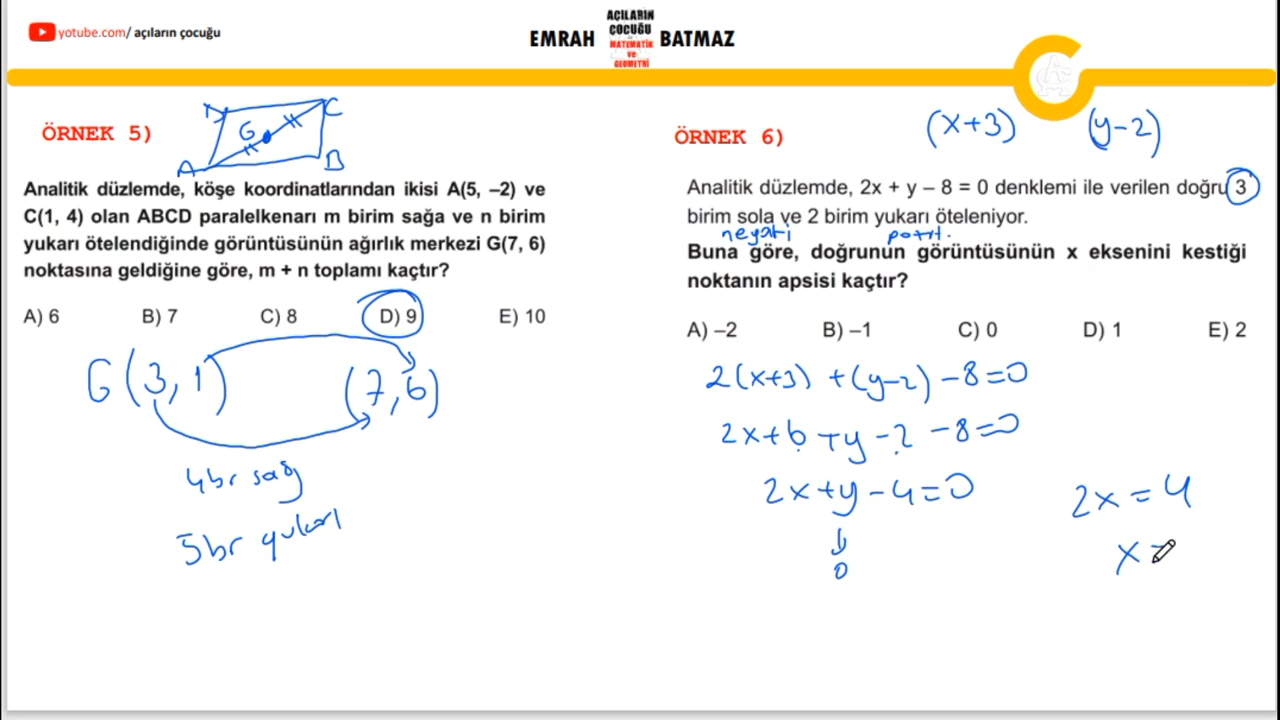 yotube.com/ açıların çocuğu
EMRAH
AÇILARIN
ÇOCUĞU
ve
MATEMATİK
ve
GEOMETRİ
BATMAZ
ÖRNEK 5)
D
C
G
A
B
Analitik düzlemde, köşe koordinatlarından ikisi A(5, –2) ve
C(1, 4) olan ABCD paralelkenarı m birim sağa ve n birim
yukarı ötelendiğinde görüntüsünün ağırlık merkezi G(7, 6)
noktasına geldiğine göre, m + n toplamı kaçtır?
A) 6 B) 7 C) 8 D) 9 E) 10
G(3,1) (7,6)
4br sağ
5br yukarı
ÖRNEK 6)
(x+3) (y-2)
Analitik düzlemde, 2x + y – 8 = 0 denklemi ile verilen doğru 3
birim sola ve 2 birim yukarı öteleniyor.
negati pozit.
Buna göre, doğrunun görüntüsünün x eksenini kestiği
noktanın apsisi kaçtır?
A) –2 B) –1 C) 0 D) 1 E) 2
2(x+3) +(y-2) -8=0
2x+6 +y-2 -8=0
2x+y-4=0
0
2x=4
x=